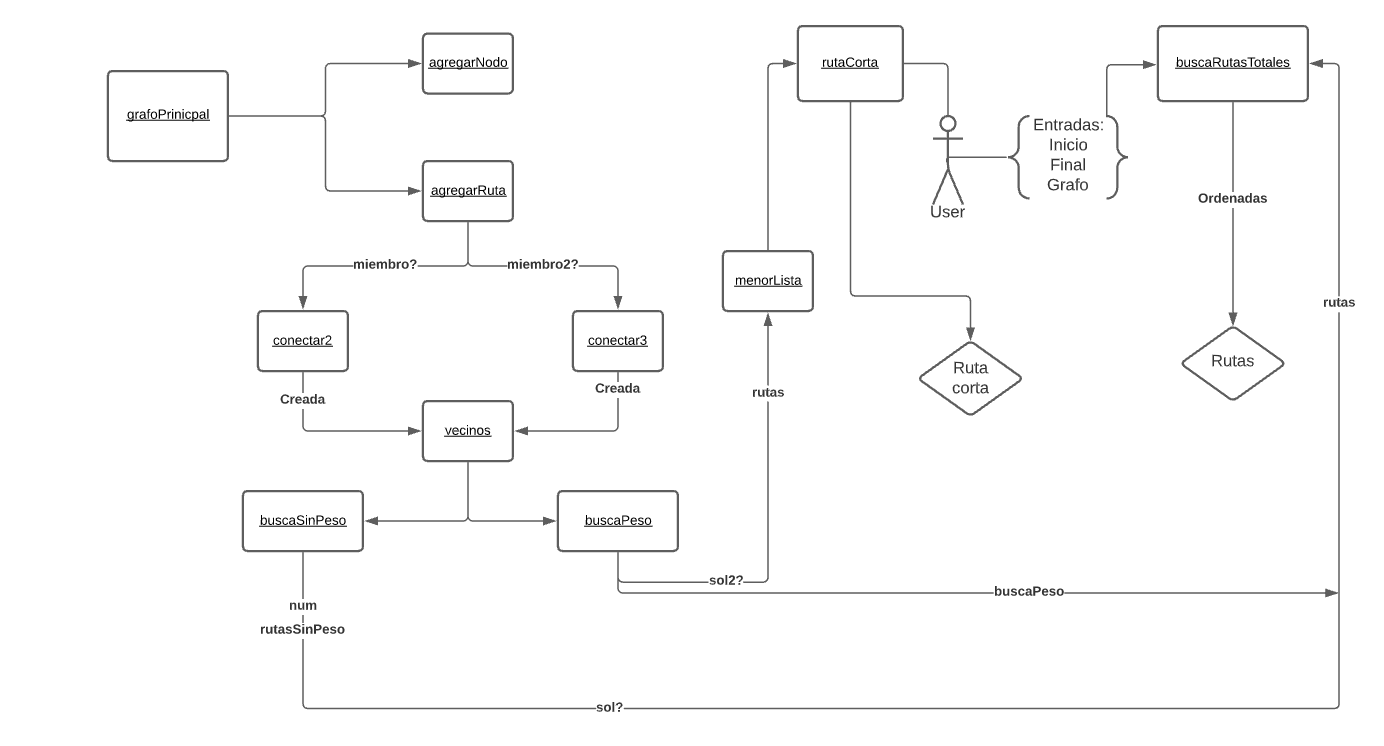 rutaCorta
buscaRutasTotales
agregarNodo
grafoPrinicpal
Entradas:
Inicio
Final
Grafo
agregarRuta
Ordenadas
User
miembro?
miembro2?
menorLista
rutas
conectar2
conectar3
Ruta
corta
Rutas
Creada
Creada
rutas
vecinos
buscaSinPeso
buscaPeso
sol2?
buscaPeso
num
rutasSinPeso
sol?